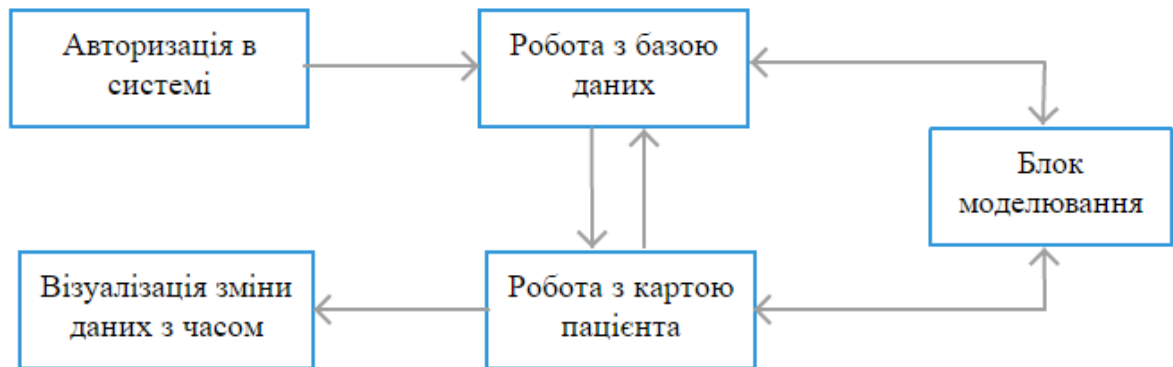 Авторизація в
системі
Робота з базою
даних
Блок
моделювання
Візуалізація зміни
даних з часом
Робота з картою
пацієнта